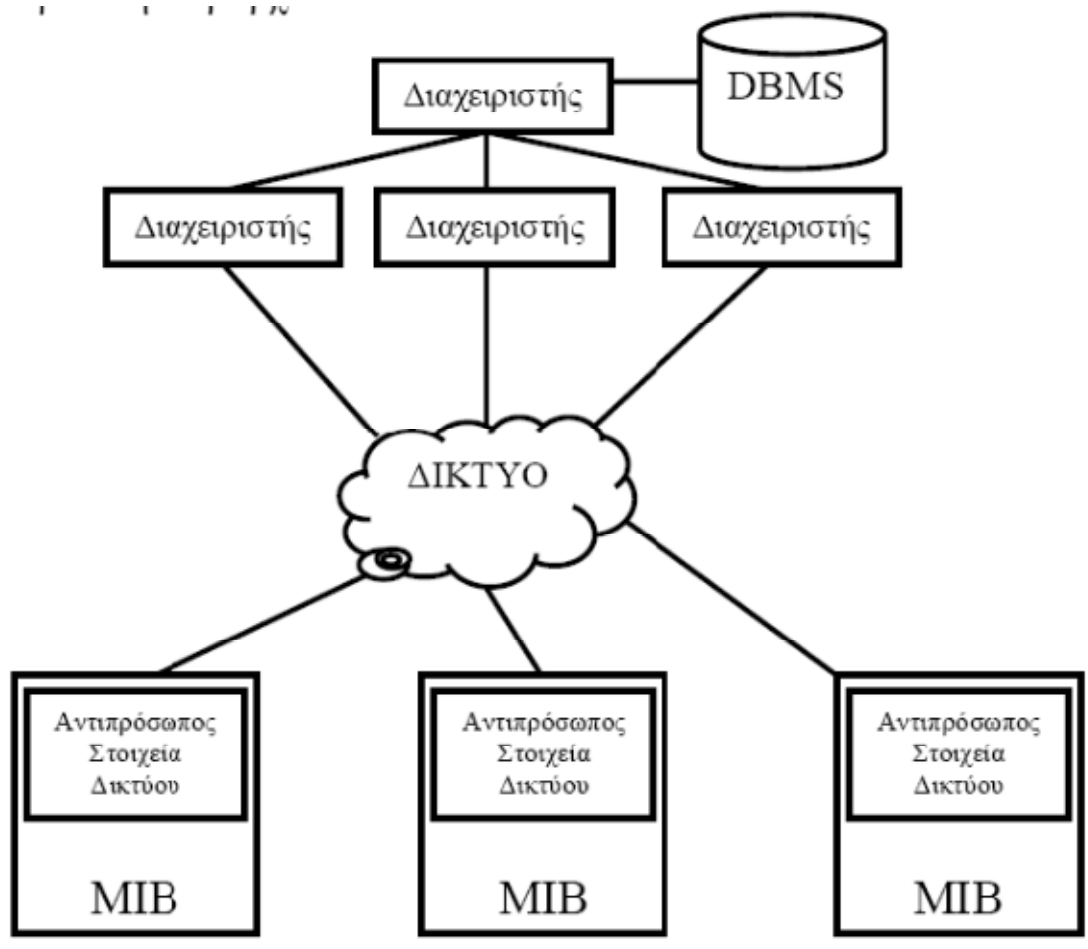 Διαχειριστής
DBMS
Διαχειριστής
Διαχειριστής
Διαχειριστής
ΔΙΚΤΥΟ
Αντιπρόσωπος
Στοιχεία
Δικτύου
MIB
Αντιπρόσωπος
Στοιχεία
Δικτύου
MIB
Αντιπρόσωπος
Στοιχεία
Δικτύου
MIB